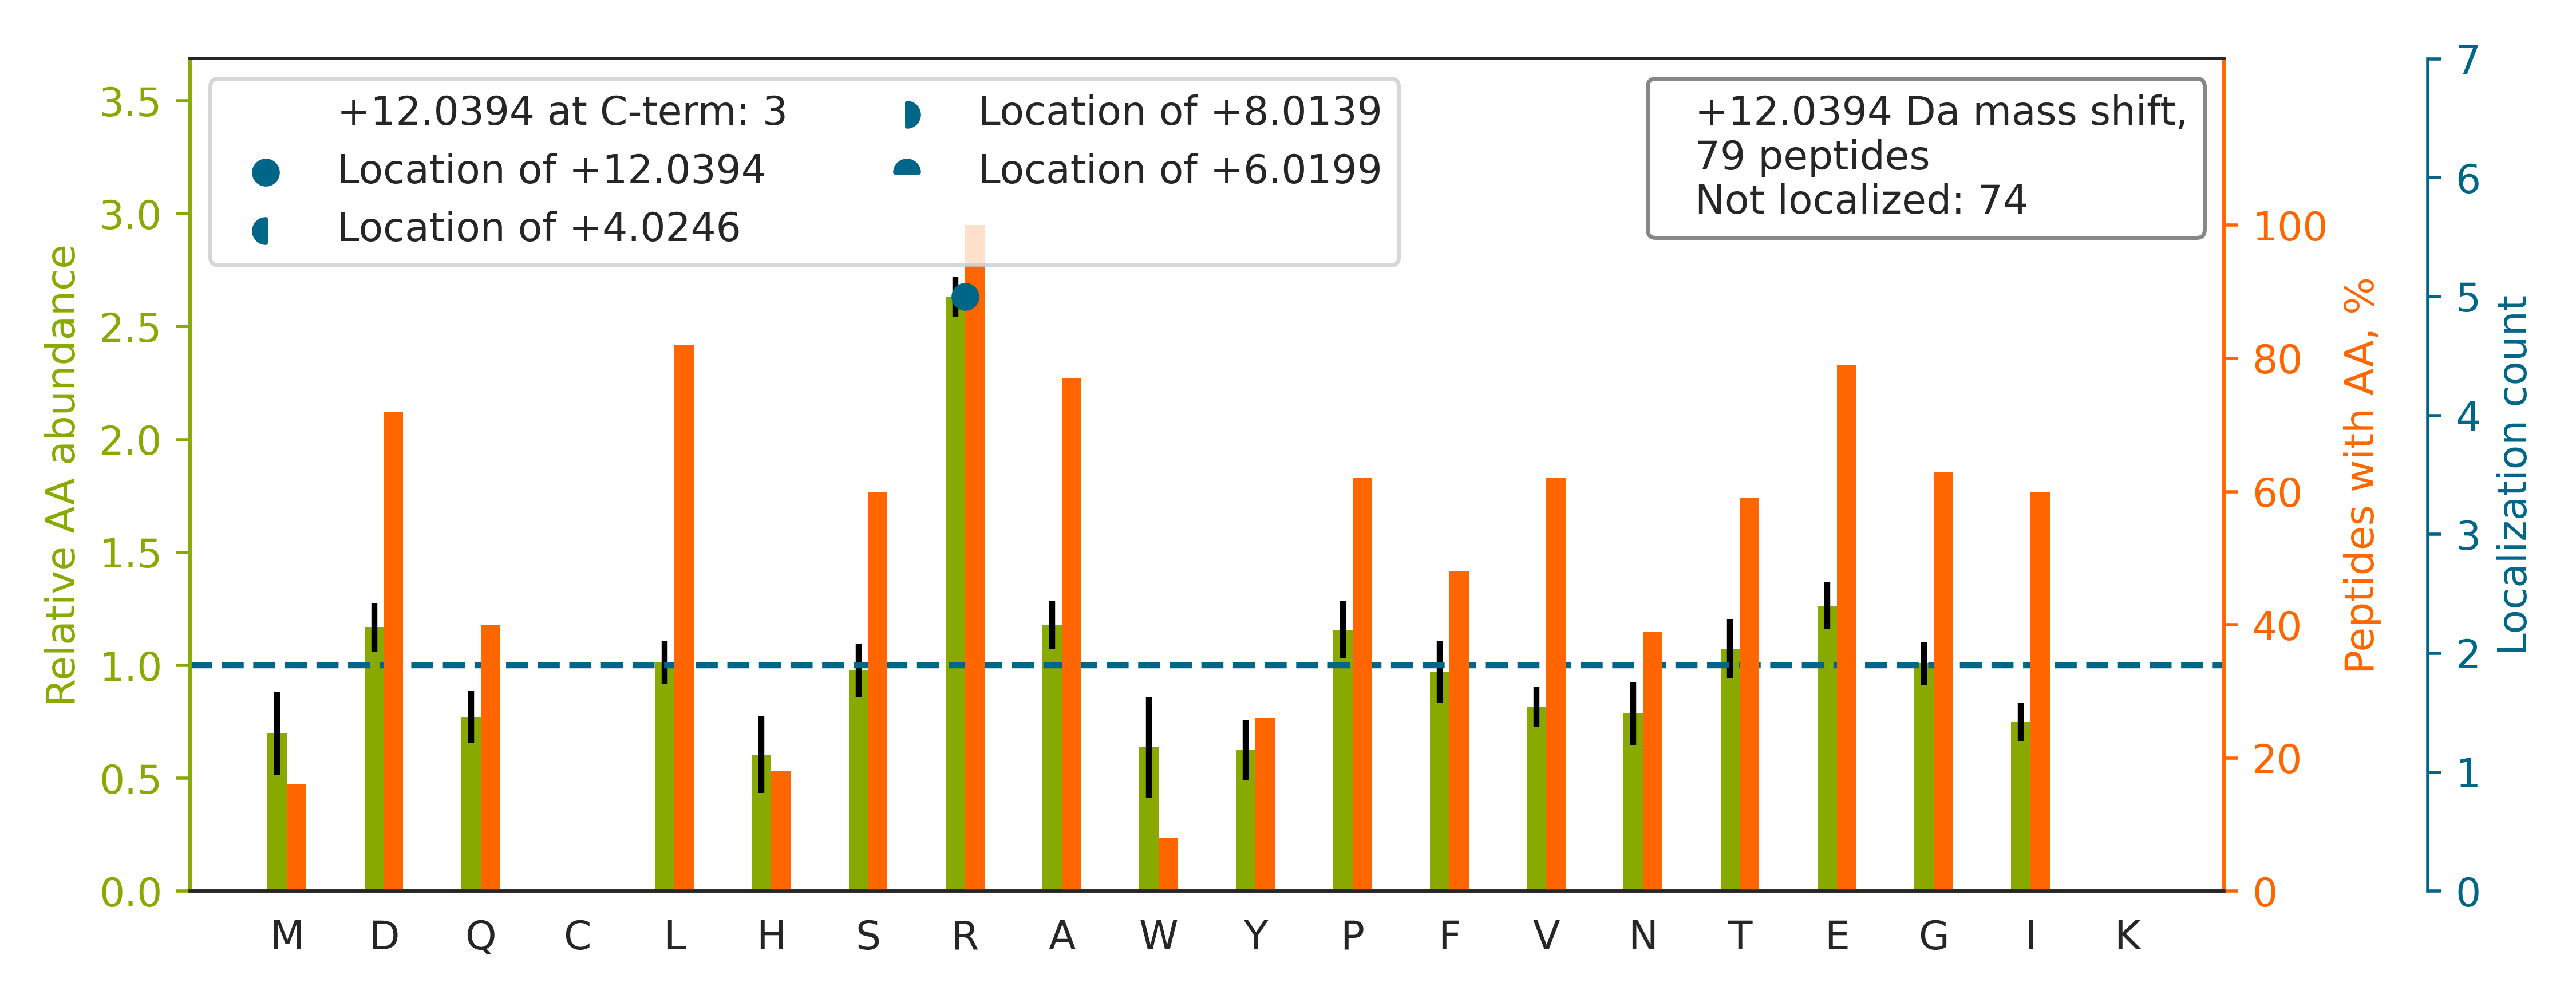 +12.0394 at C-term: 3
Location of +12.0394
Location of +4.0246
Location of +8.0139
Location of +6.0199
+12.0394 Da mass shift,
79 peptides
Not localized: 74
Relative AA abundance
3.5
3.0
2.5
2.0
1.5
1.0
0.5
0.0
M D Q C L H S R A W Y P F V N T E G I K
100
80
60
40
20
0
Peptides with AA, %
7
6
5
4
3
2
1
0
Localization count